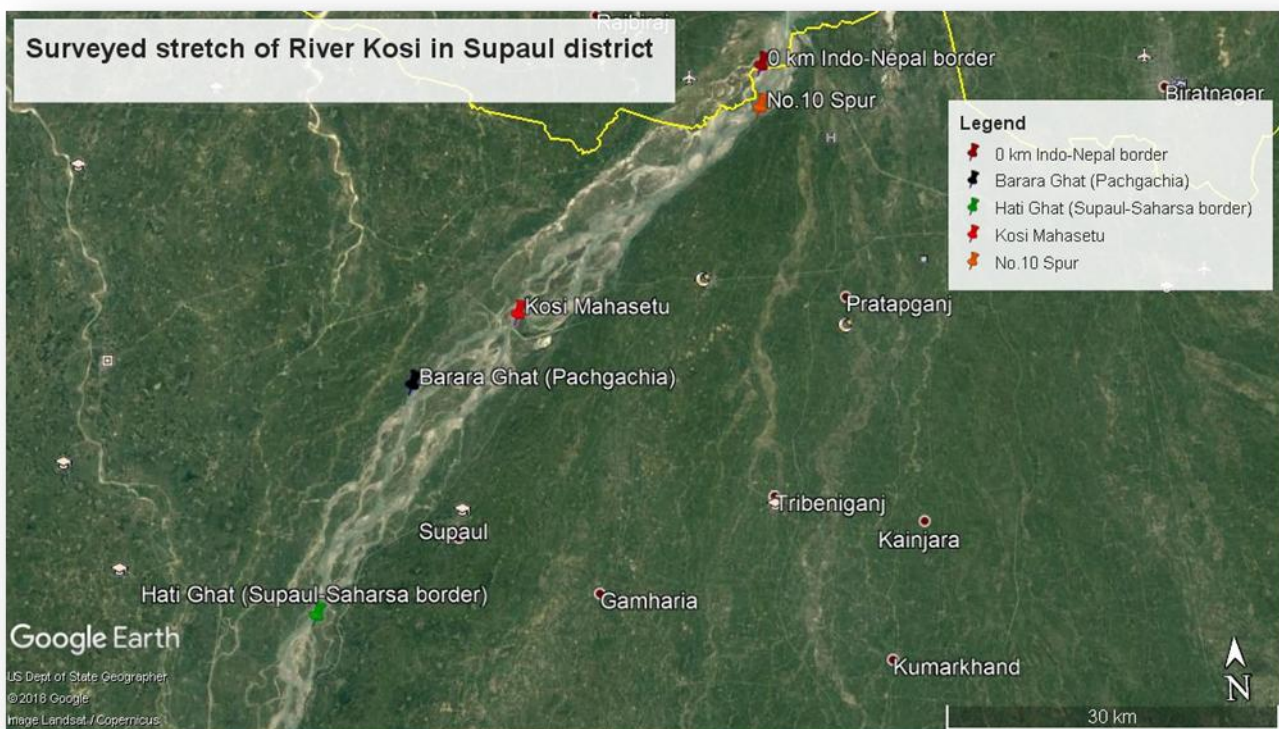 Rajbiraj
Surveyed stretch of River Kosi in Supaul district
0 km Indo-Nepal border
No.10 Spur
Biratnagar
Legend
0 km Indo-Nepal border
Barara Ghat (Pachgachia)
Hati Ghat (Supaul-Saharsa border)
Kosi Mahasetu
No.10 Spur
Kosi Mahasetu
Pratapganj
Barara Ghat (Pachgachia)
Tribeniganj
Supaul
Kainjara
Hati Ghat (Supaul-Saharsa border)
Gamharia
Google Earth
Kumarkhand
US Dept of State Geographer
©2018 Google
Image Landsat / Copernicus
N
30 km